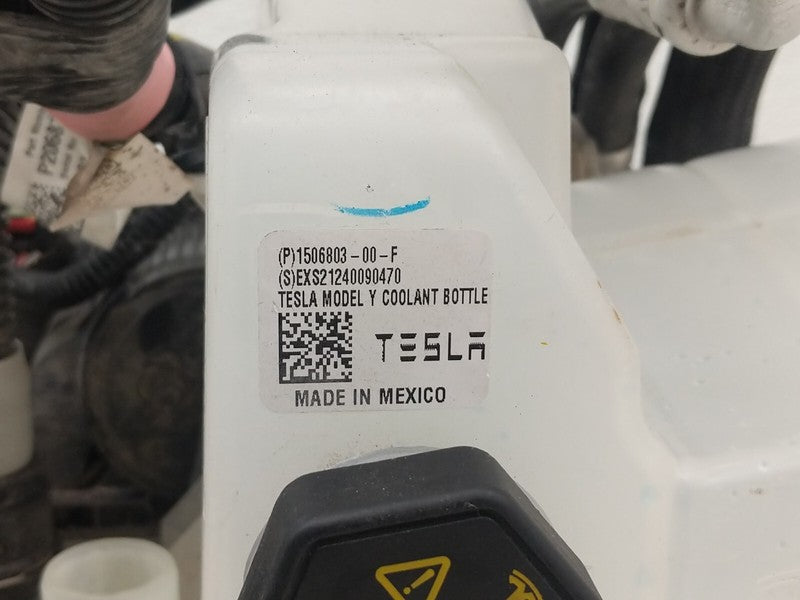 (P)1506803-00-F
(S)EXS21240090470
TESLA MODEL Y COOLANT BOTTLE
TESLA
MADE IN MEXICO